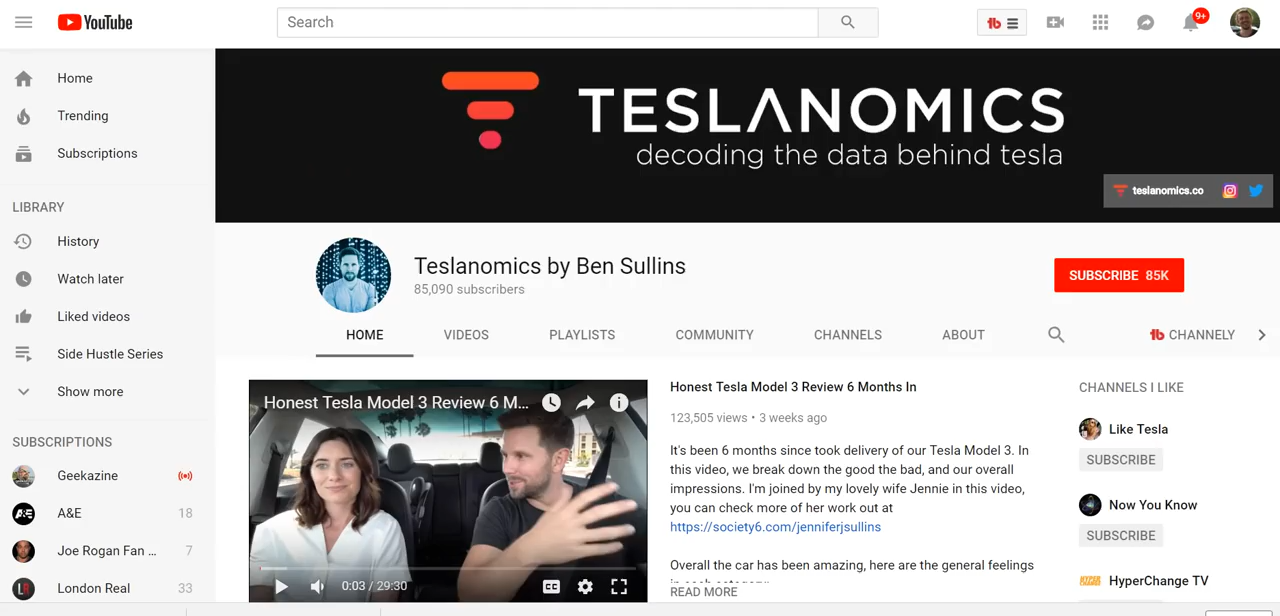 YouTube
Search
9+
Home
Trending
Subscriptions
LIBRARY
History
Watch later
Liked videos
Side Hustle Series
Show more
SUBSCRIPTIONS
Geekazine
A&E 18
Joe Rogan Fan ... 7
London Real 33
TESLANOMICS
decoding the data behind tesla
teslanomics.co
Teslanomics by Ben Sullins
85,090 subscribers
SUBSCRIBE 85K
HOME VIDEOS PLAYLISTS COMMUNITY CHANNELS ABOUT CHANNELY
Honest Tesla Model 3 Review 6 M...
0:03 / 29:30
Honest Tesla Model 3 Review 6 Months In
123,505 views • 3 weeks ago
It's been 6 months since took delivery of our Tesla Model 3. In
this video, we break down the good the bad, and our overall
impressions. I'm joined by my lovely wife Jennie in this video,
you can check more of her work out at
https://society6.com/jenniferjsullins
Overall the car has been amazing, here are the general feelings
READ MORE
CHANNELS I LIKE
Like Tesla
SUBSCRIBE
Now You Know
SUBSCRIBE
HyperChange TV